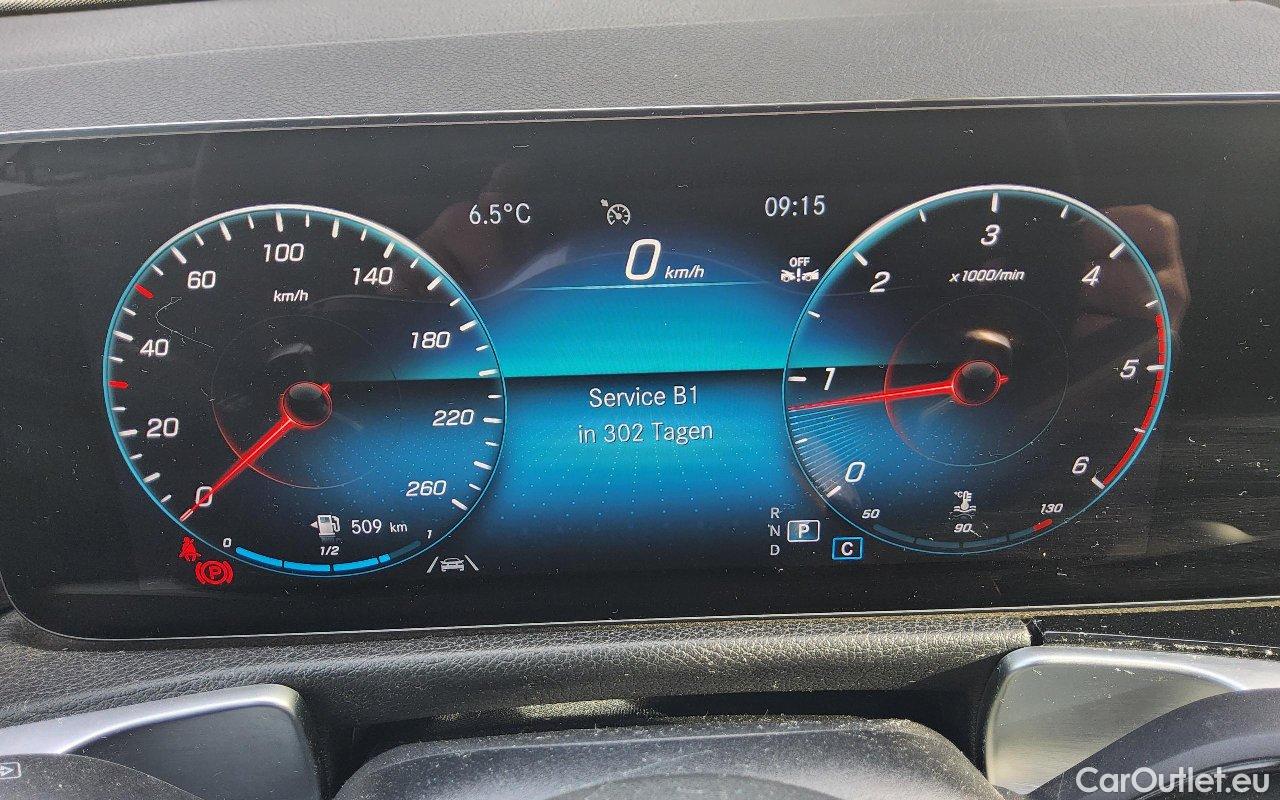 6.5°C
09:15
0 km/h
OFF
0
20
40
60
100
140
180
220
260
km/h
509 km
0
1/2
1
Service B1
in 302 Tagen
R
N
D
P
C
0
1
2
3
4
5
6
x1000/min
50
90
130
°C
P
CarOutlet.eu